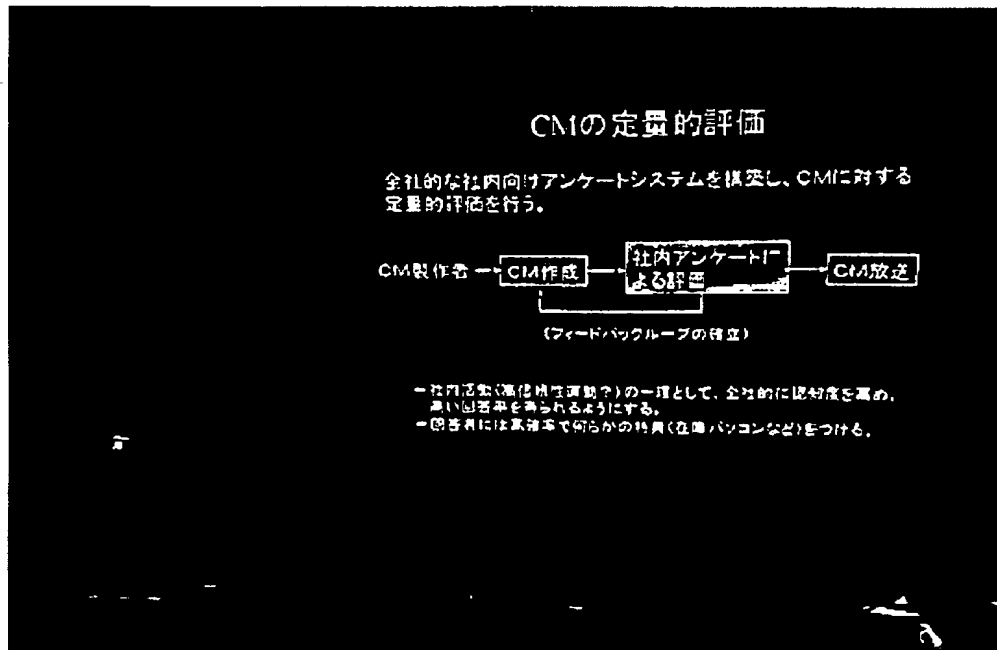 CMの定量的評価
全社的な社内向けアンケートシステムを構築し、CMに対する
定量的評価を行う。
CM製作者
CM作成
社内アンケートに
よる評価
CM放送
(フィードバックループの確立)
ー社内活動(高信頼性運動?)の一環として、全社的に認知度を高め、
高い回答率を得られるようにする。
ー回答者には高確率で何らかの特典(在庫パソコンなど)をつける。